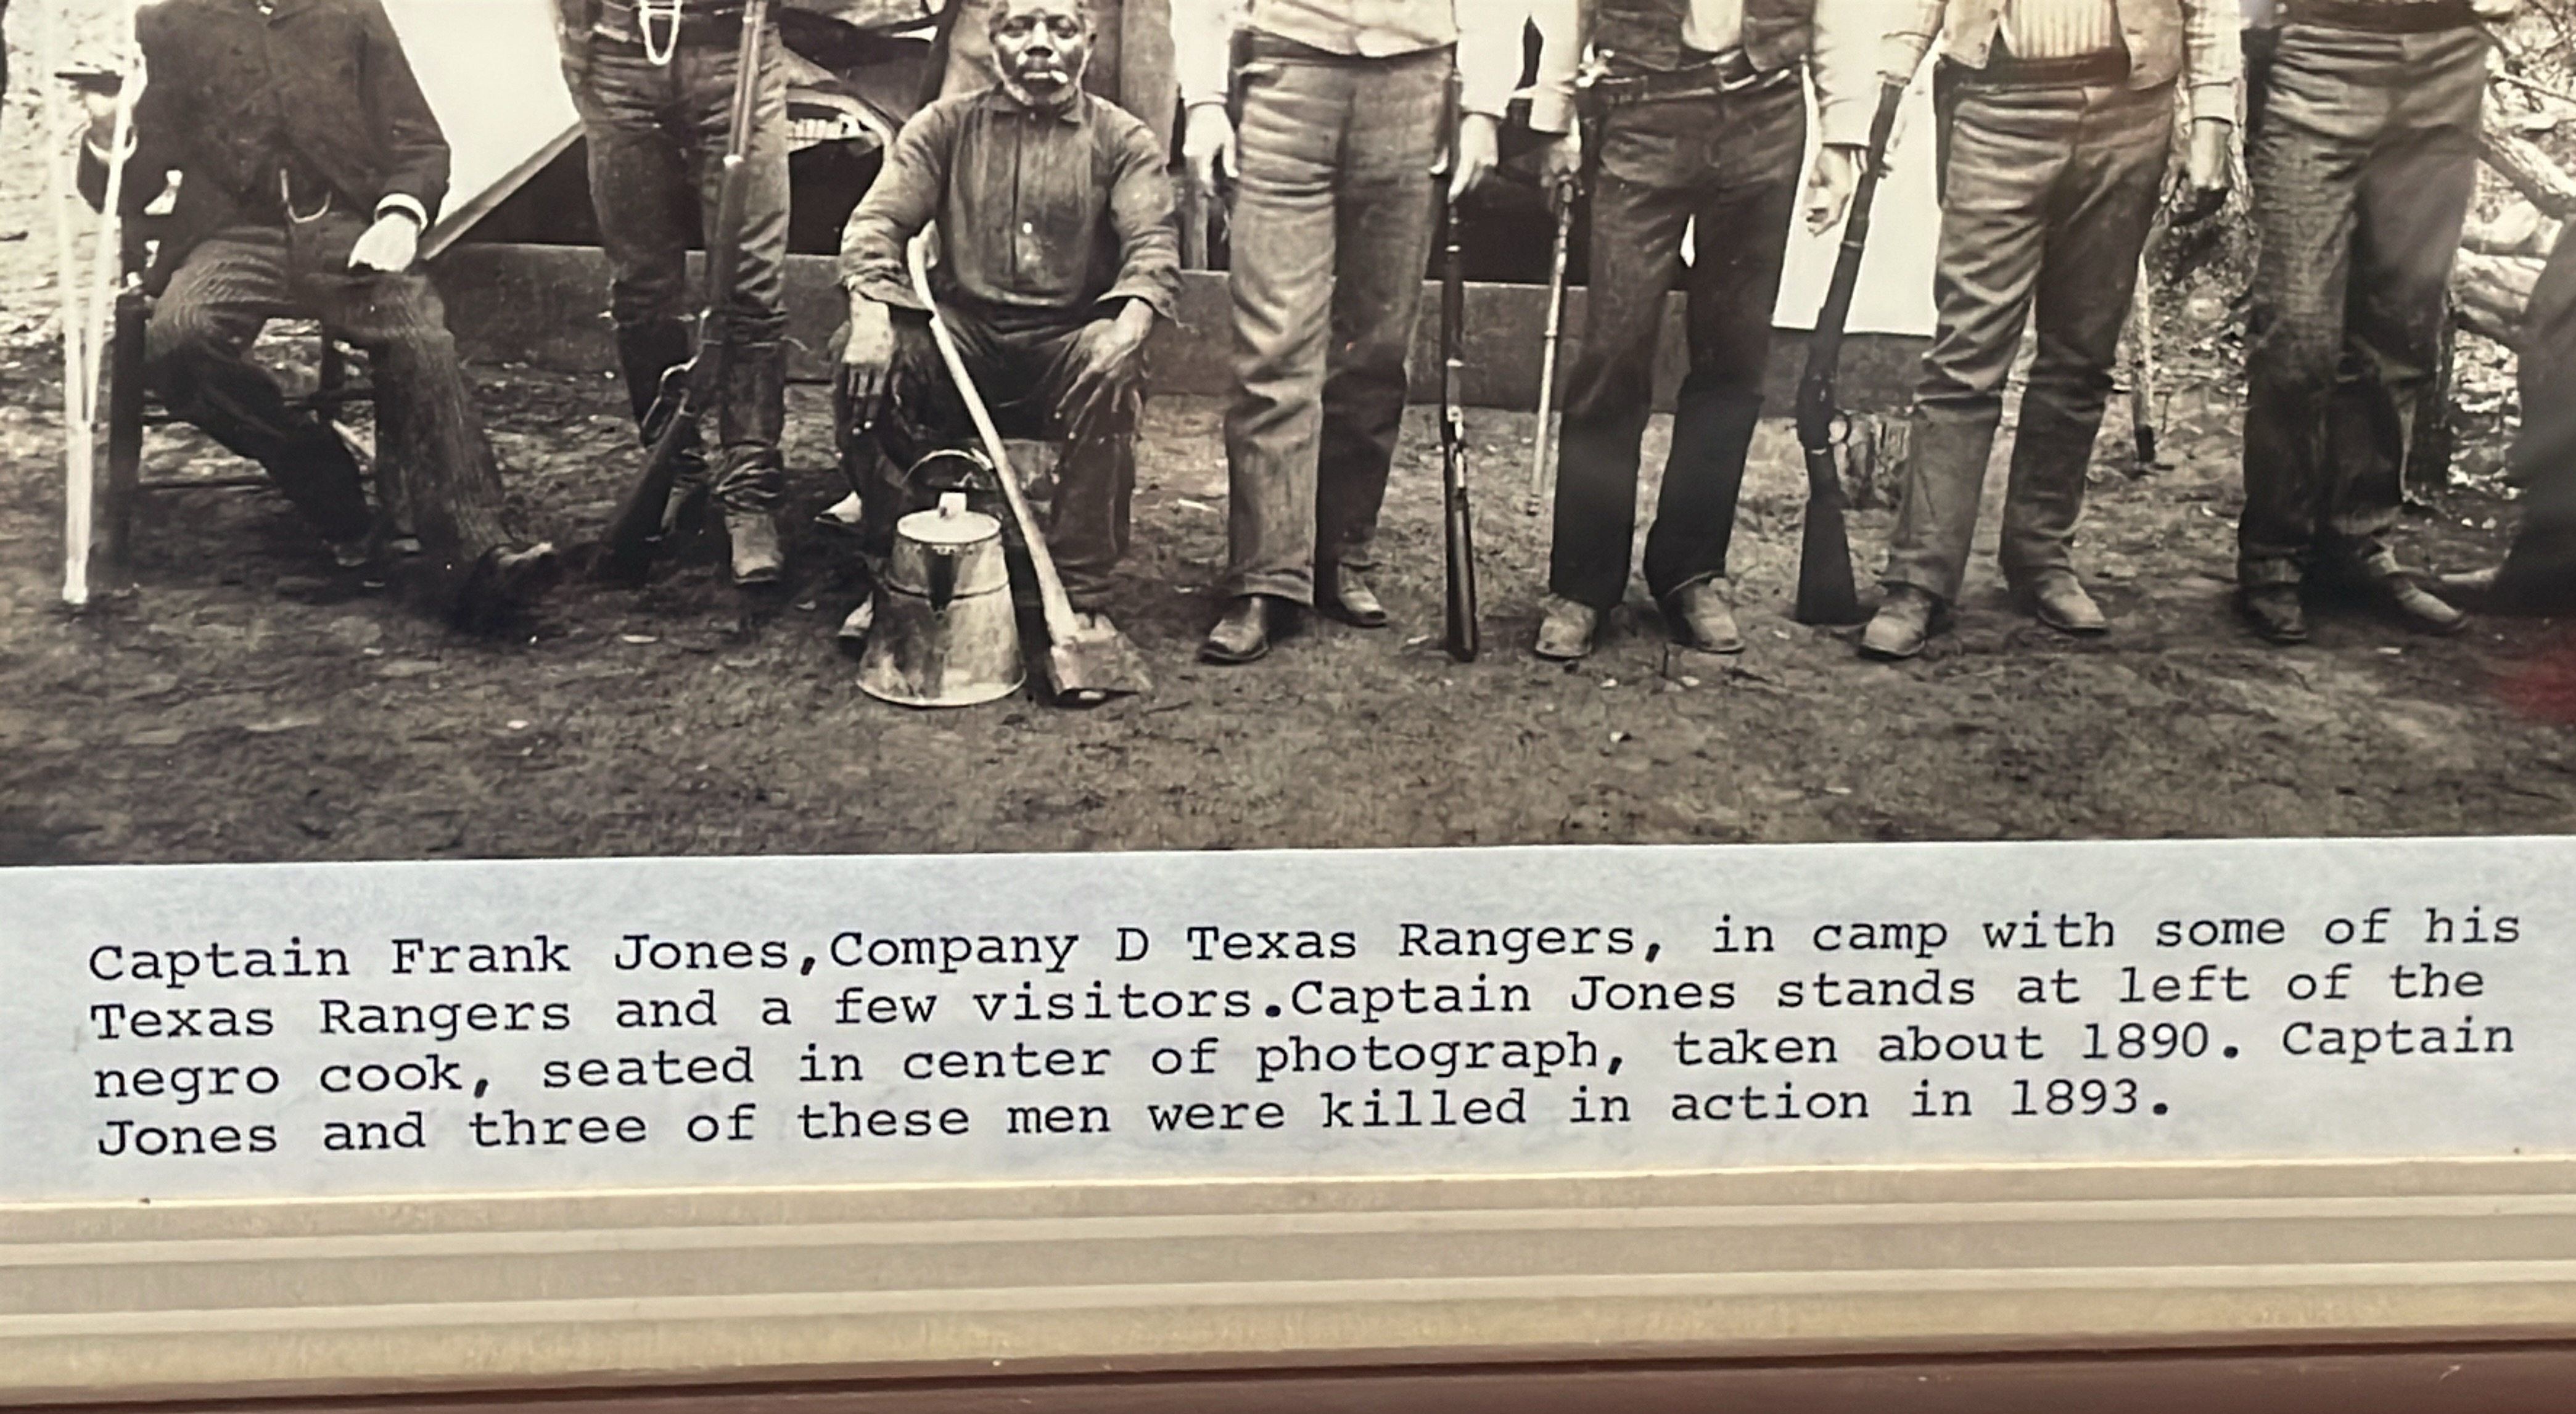 Captain Frank Jones,Company D Texas Rangers, in camp with some of his
Texas Rangers and a few visitors.Captain Jones stands at left of the
negro cook, seated in center of photograph, taken about 1890. Captain
Jones and three of these men were killed in action in 1893.